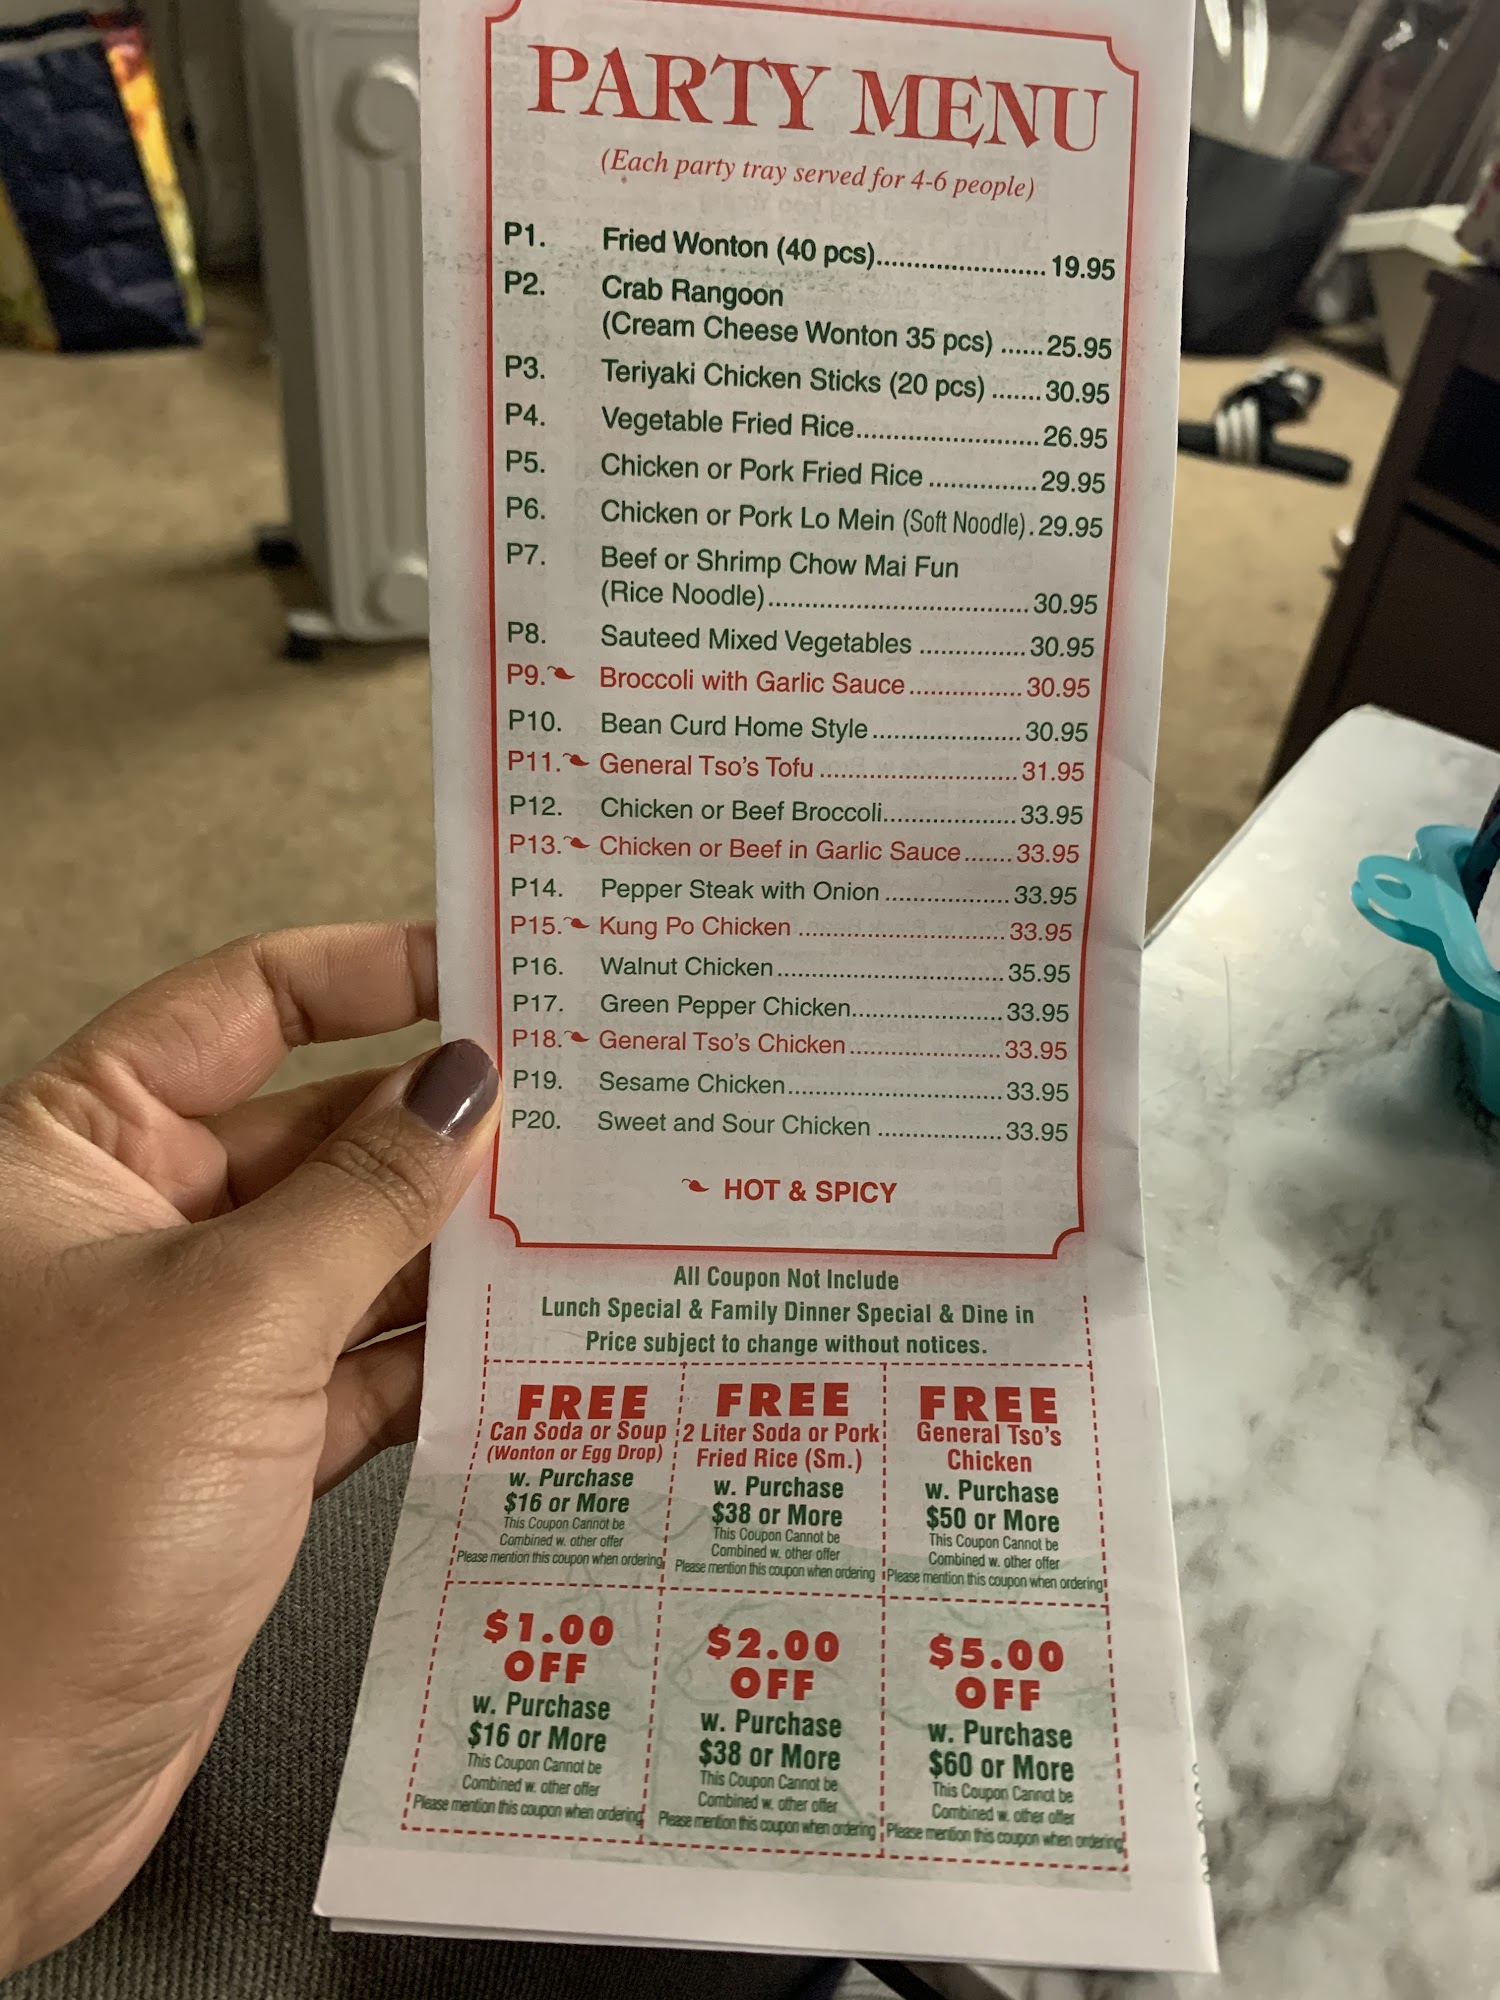 PARTY MENU
(Each party tray served for 4-6 people)
P1. Fried Wonton (40 pcs)....................... 19.95
P2. Crab Rangoon
(Cream Cheese Wonton 35 pcs) ......25.95
P3. Teriyaki Chicken Sticks (20 pcs) .......30.95
P4. Vegetable Fried Rice.........................26.95
P5. Chicken or Pork Fried Rice ...............29.95
P6. Chicken or Pork Lo Mein (Soft Noodle).29.95
P7. Beef or Shrimp Chow Mai Fun
(Rice Noodle)....................................30.95
P8. Sauteed Mixed Vegetables ...............30.95
P9. Broccoli with Garlic Sauce.................30.95
P10. Bean Curd Home Style.....................30.95
P11. General Tso's Tofu ............................31.95
P12. Chicken or Beef Broccoli...................33.95
P13. Chicken or Beef in Garlic Sauce.......33.95
P14. Pepper Steak with Onion ..................33.95
P15. Kung Po Chicken ..............................33.95
P16. Walnut Chicken.................................35.95
P17. Green Pepper Chicken......................33.95
P18. General Tso's Chicken......................33.95
P19. Sesame Chicken...............................33.95
P20. Sweet and Sour Chicken ..................33.95
HOT & SPICY
All Coupon Not Include
Lunch Special & Family Dinner Special & Dine in
Price subject to change without notices.
FREE
Can Soda or Soup
(Wonton or Egg Drop)
w. Purchase
$16 or More
This Coupon Cannot be
Combined w. other offer
Please mention this coupon when ordering
FREE
2 Liter Soda or Pork
Fried Rice (Sm.)
w. Purchase
$38 or More
This Coupon Cannot be
Combined w. other offer
Please mention this coupon when ordering
FREE
General Tso's
Chicken
w. Purchase
$50 or More
This Coupon Cannot be
Combined w. other offer
Please mention this coupon when ordering
$1.00
OFF
w. Purchase
$16 or More
This Coupon Cannot be
Combined w. other offer
Please mention this coupon when ordering
$2.00
OFF
w. Purchase
$38 or More
This Coupon Cannot be
Combined w. other offer
Please mention this coupon when ordering
$5.00
OFF
w. Purchase
$60 or More
This Coupon Cannot be
Combined w. other offer
Please mention this coupon when ordering